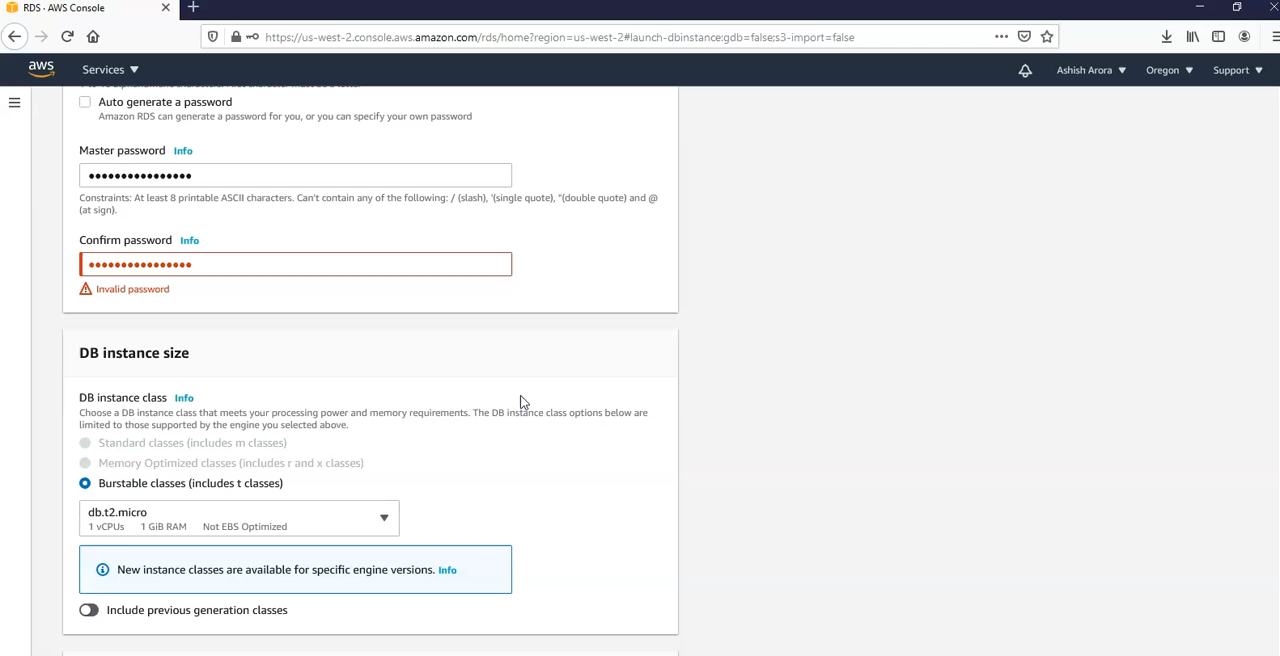 RDS · AWS Console
https://us-west-2.console.aws.amazon.com/rds/home?region=us-west-2#launch-dbinstance:gdb=false;s3-import=false
aws
Services
Ashish Arora
Oregon
Support
Auto generate a password
Amazon RDS can generate a password for you, or you can specify your own password
Master password Info
Constraints: At least 8 printable ASCII characters. Can't contain any of the following: / (slash), '(single quote), "(double quote) and @
(at sign).
Confirm password Info
Invalid password
DB instance size
DB instance class Info
Choose a DB instance class that meets your processing power and memory requirements. The DB instance class options below are
limited to those supported by the engine you selected above.
Standard classes (includes m classes)
Memory Optimized classes (includes r and x classes)
Burstable classes (includes t classes)
db.t2.micro
1 vCPUs 1 GiB RAM Not EBS Optimized
New instance classes are available for specific engine versions. Info
Include previous generation classes